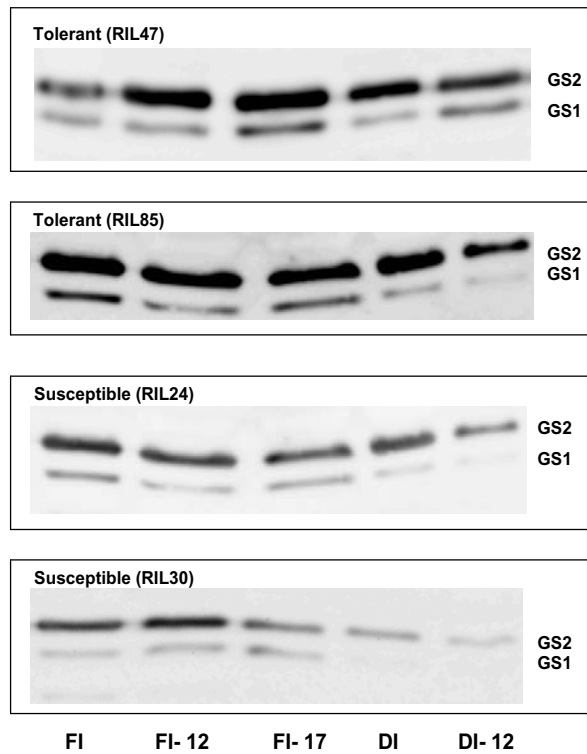 Tolerant (RIL47)
GS2
GS1
Tolerant (RIL85)
GS2
GS1
Susceptible (RIL24)
GS2
GS1
Susceptible (RIL30)
GS2
GS1
FI FI- 12 FI- 17 DI DI- 12